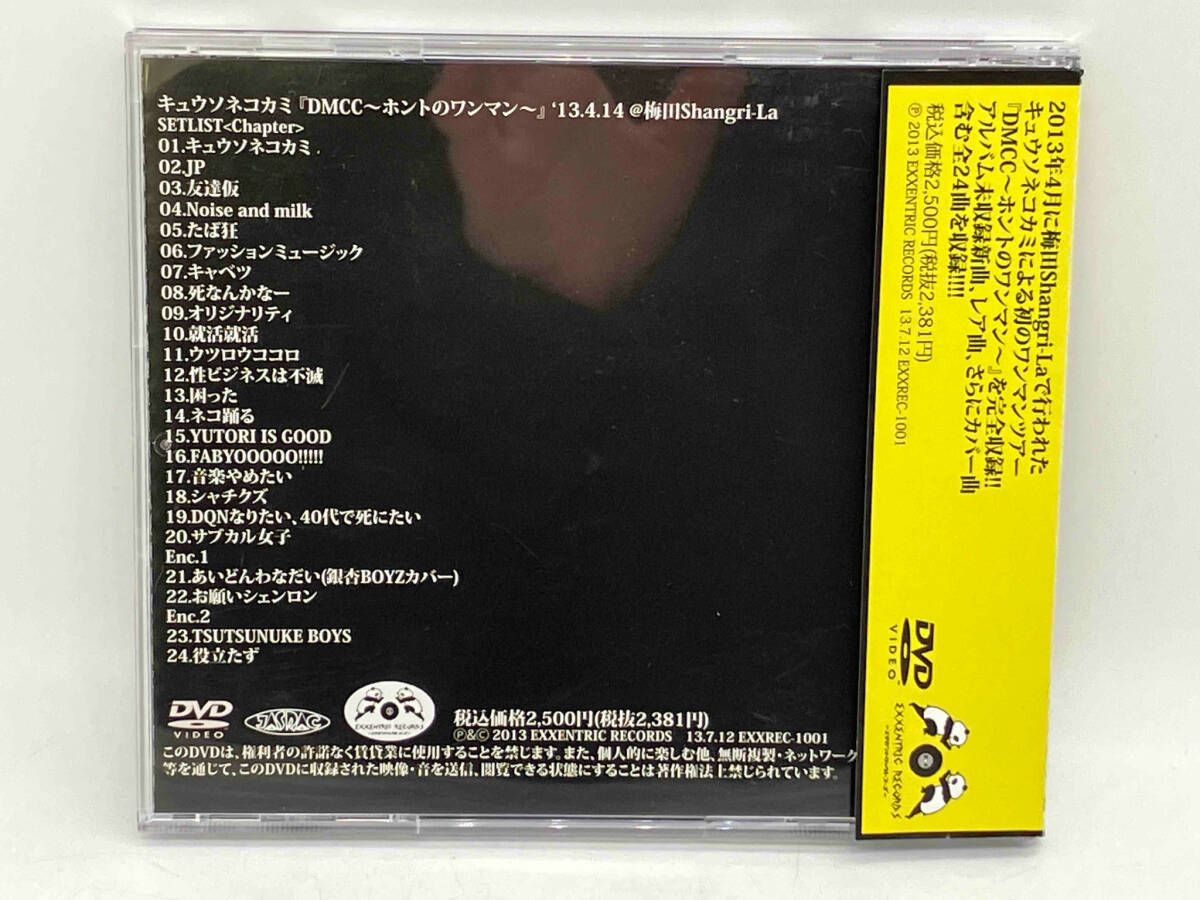 キュウソネコカミ『DMCC〜ホントのワンマン〜』 ‘13.4.14 @梅田Shangri-La
SETLIST<Chapter>
01.キュウソネコカミ
02.JP
03.友達仮
04.Noise and milk
05.たば狂
06.ファッションミュージック
07.キャベツ
08.死なんかなー
09.オリジナリティ
10.就活就活
11.ウツロウココロ
12.性ビジネスは不滅
13.困った
14.ネコ踊る
15.YUTORI IS GOOD
16.FABYOOOOO!!!!!
17.音楽やめたい
18.シャチクズ
19.DQNなりたい、40代で死にたい
20.サブカル女子
Enc.1
21.あいどんわなだい(銀杏BOYZカバー)
22.お願いシェンロン
Enc.2
23.TSUTSUNUKE BOYS
24.役立たず
DVD
VIDEO
JASRAC
EXXENTRIC RECORDS
税込価格2,500円(税抜2,381円)
Ⓟ&Ⓒ 2013 EXXENTRIC RECORDS 13.7.12 EXXREC-1001
このDVDは、権利者の許諾なく賃貸業に使用することを禁じます。また、個人的に楽しむ他、無断複製・ネットワーク
等を通じて、このDVDに収録された映像・音を送信、閲覧できる状態にすることは著作権法上禁じられています。
2013年4月に梅田Shangri-Laで行われた
キュウソネコカミによる初のワンマンツアー
『DMCC〜ホントのワンマン〜』を完全収録!!
アルバム未収録新曲、レア曲、さらにカバー曲
含む全24曲を収録!!!!
税込価格2,500円(税抜2,381円)
Ⓟ 2013 EXXENTRIC RECORDS 13.7.12 EXXREC-1001
DVD
VIDEO
EXXENTRIC RECORDS